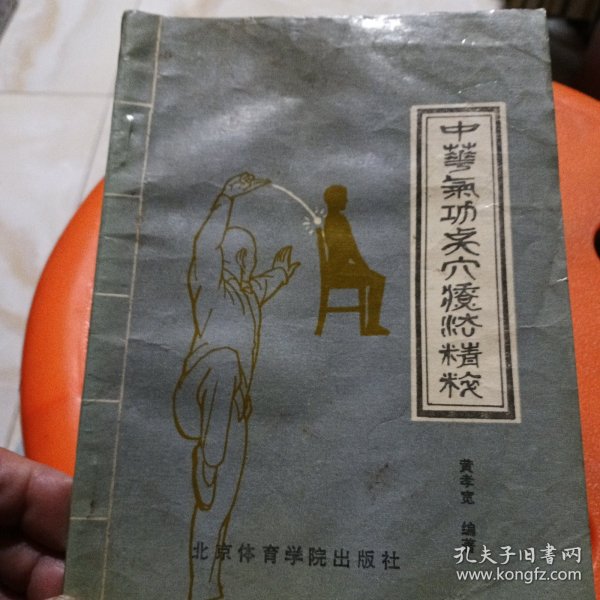 中華氣功点穴療法精粹
黄孝宽 编著
北京体育学院出版社
孔夫子旧书网
www.kongfz.com